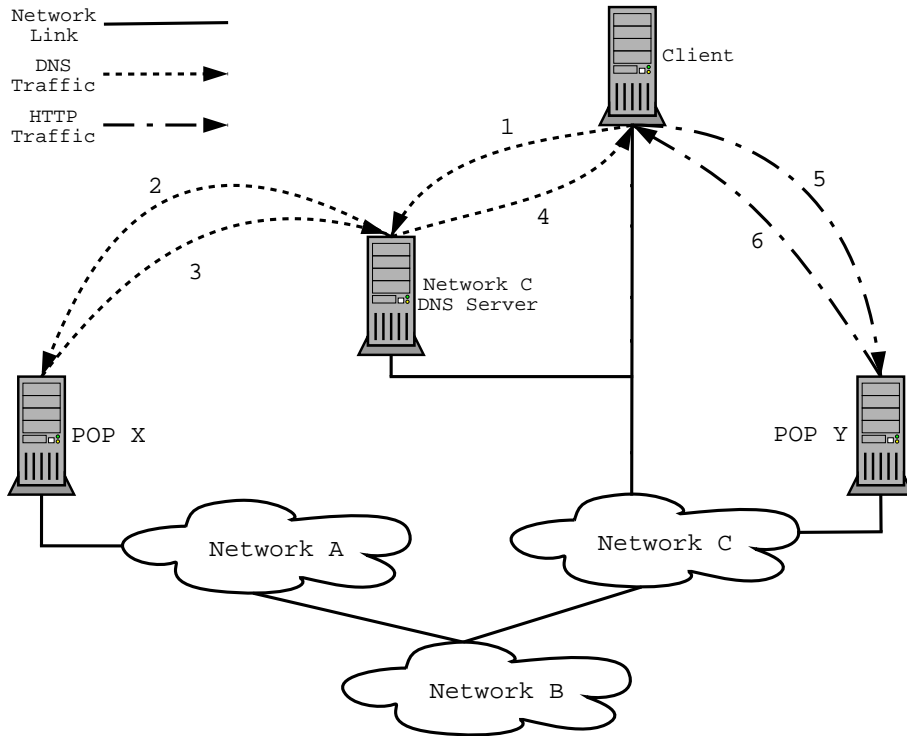 Network
Link
DNS
Traffic
HTTP
Traffic
Client
1
2
3
4
5
6
Network C
DNS Server
POP X
POP Y
Network A
Network C
Network B